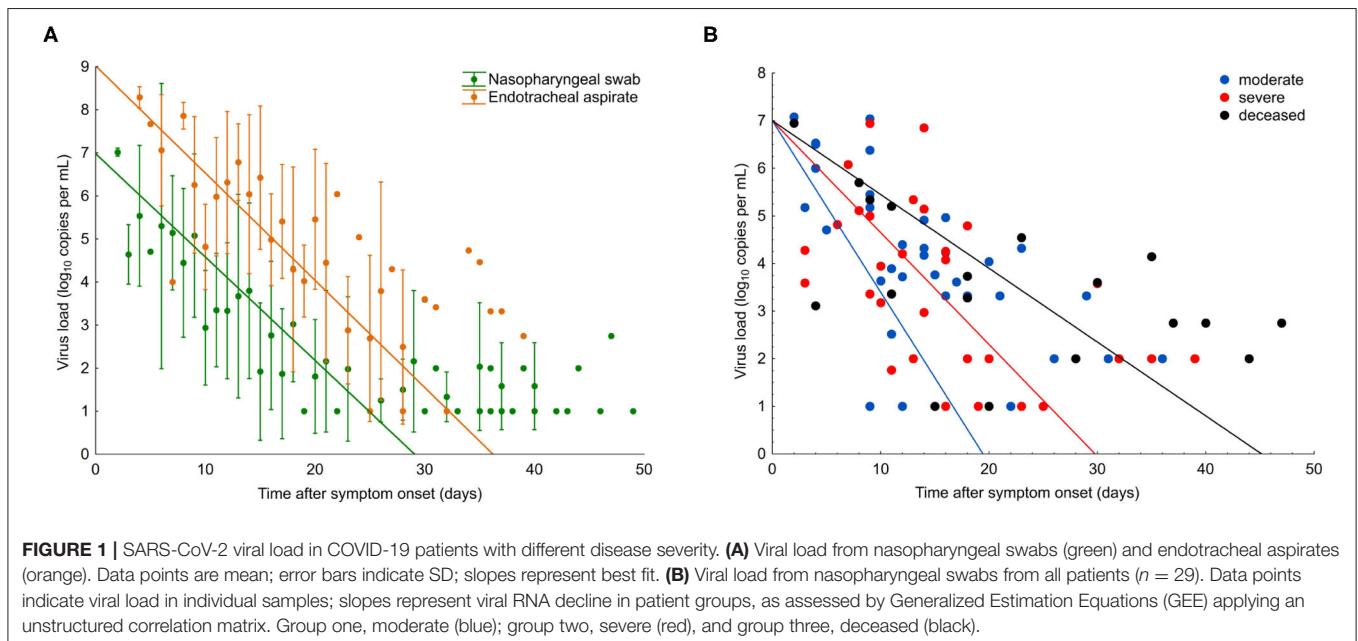 A
B
9
8
7
6
5
4
3
2
1
0
Virus load (log10 copies per mL)
Nasopharyngeal swab
Endotracheal aspirate
0 10 20 30 40 50
Time after symptom onset (days)
8
7
6
5
4
3
2
1
0
Virus load (log10 copies per mL)
moderate
severe
deceased
0 10 20 30 40 50
Time after symptom onset (days)
FIGURE 1 | SARS-CoV-2 viral load in COVID-19 patients with different disease severity. (A) Viral load from nasopharyngeal swabs (green) and endotracheal aspirates
(orange). Data points are mean; error bars indicate SD; slopes represent best fit. (B) Viral load from nasopharyngeal swabs from all patients (n = 29). Data points
indicate viral load in individual samples; slopes represent viral RNA decline in patient groups, as assessed by Generalized Estimation Equations (GEE) applying an
unstructured correlation matrix. Group one, moderate (blue); group two, severe (red), and group three, deceased (black).